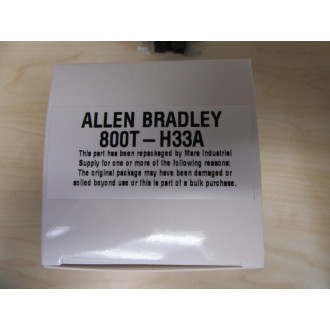 ALLEN BRADLEY
800T-H33A
This part has been repackaged by Mars Industrial
Supply for one or more of the following reasons:
The original package may have been damaged or
soiled beyond use or this is part of a bulk purchase.